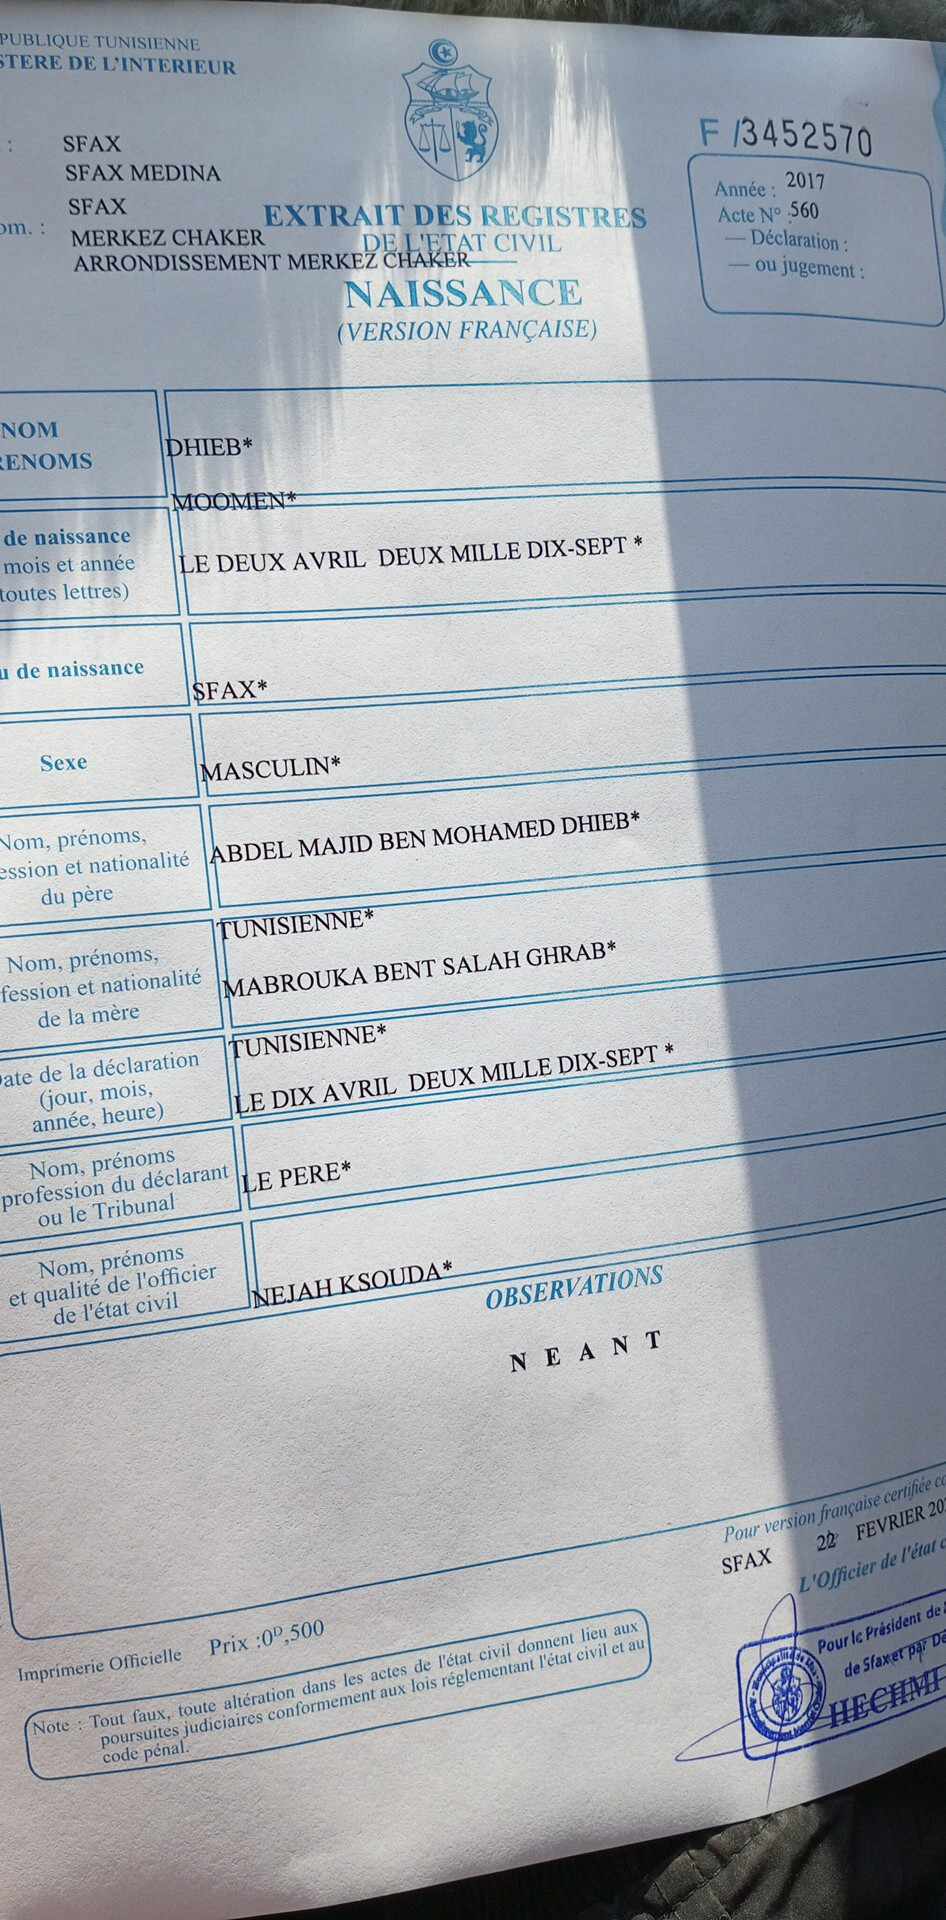 PUBLIQUE TUNISIENNE
STERE DE L'INTERIEUR
: SFAX
SFAX MEDINA
om. : SFAX
MERKEZ CHAKER
ARRONDISSEMENT MERKEZ CHAKER
F /3452570
Année : 2017
Acte N° : 560
— Déclaration :
— ou jugement :
EXTRAIT DES REGISTRES
DE L'ETAT CIVIL
NAISSANCE
(VERSION FRANÇAISE)
NOM
RENOMS
DHIEB*
MOOMEN*
de naissance
mois et année
toutes lettres)
LE DEUX AVRIL DEUX MILLE DIX-SEPT *
u de naissance
SFAX*
Sexe
MASCULIN*
Nom, prénoms,
ession et nationalité
du père
ABDEL MAJID BEN MOHAMED DHIEB*
TUNISIENNE*
Nom, prénoms,
fession et nationalité
de la mère
MABROUKA BENT SALAH GHRAB*
TUNISIENNE*
Date de la déclaration
(jour, mois,
année, heure)
LE DIX AVRIL DEUX MILLE DIX-SEPT *
Nom, prénoms
profession du déclarant
ou le Tribunal
LE PERE*
Nom, prénoms
et qualité de l'officier
de l'état civil
NEJAH KSOUDA*
OBSERVATIONS
N E A N T
Pour version française certifiée co
SFAX 22 FEVRIER 20
L'Officier de l'état c
Pour le Président de
de Sfax et par Dé
HECHMI
Imprimerie Officielle Prix :0ᴰ,500
Note : Tout faux, toute altération dans les actes de l'état civil donnent lieu aux
poursuites judiciaires conformement aux lois réglementant l'état civil et au
code pénal.